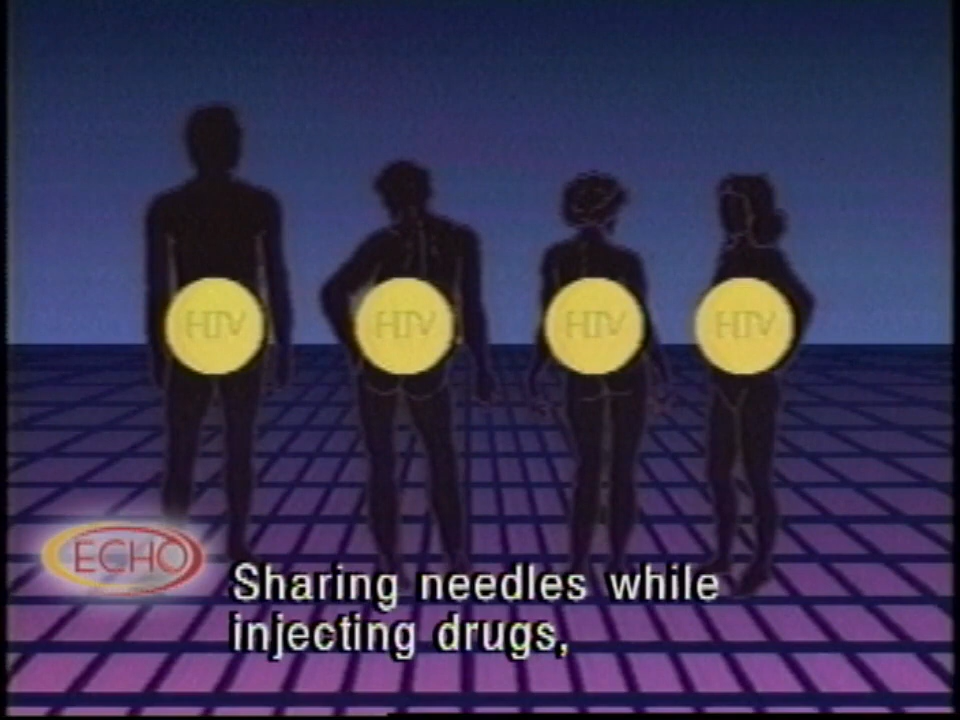 HIV HIV HIV HIV
ECHO
Sharing needles while
injecting drugs,